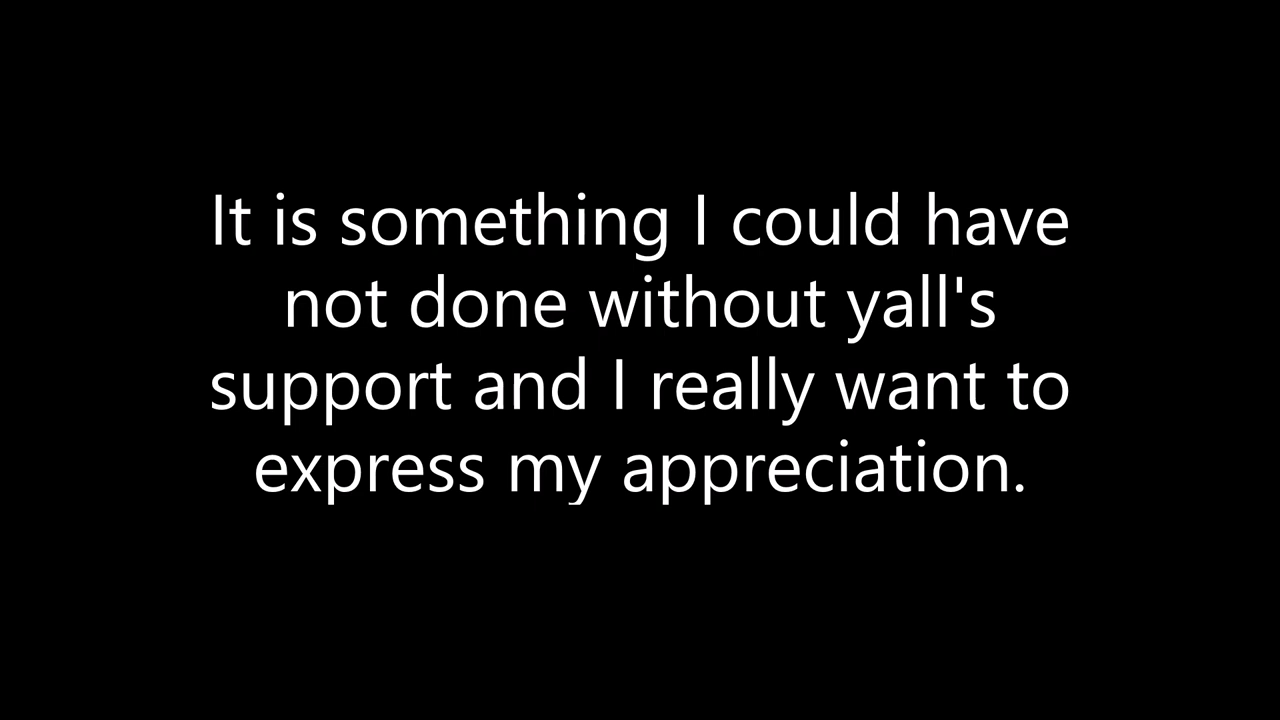 It is something I could have
not done without yall's
support and I really want to
express my appreciation.